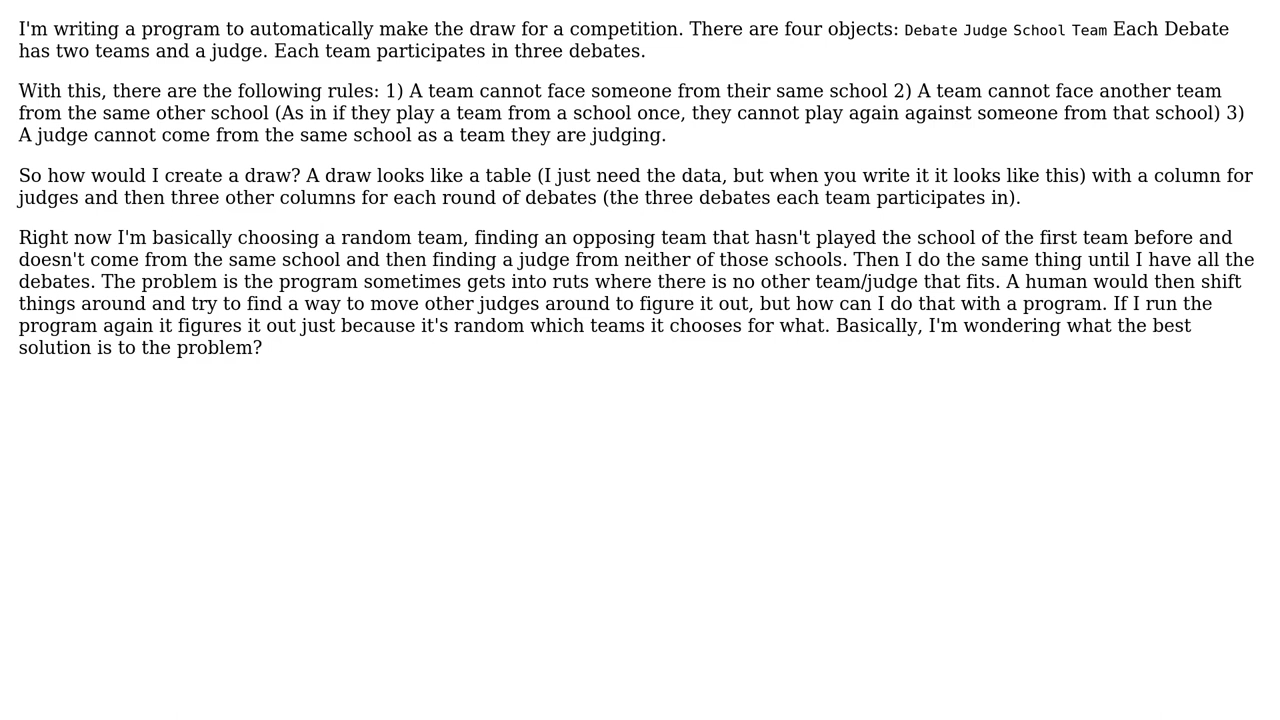 I'm writing a program to automatically make the draw for a competition. There are four objects: Debate Judge School Team Each Debate
has two teams and a judge. Each team participates in three debates.
With this, there are the following rules: 1) A team cannot face someone from their same school 2) A team cannot face another team
from the same other school (As in if they play a team from a school once, they cannot play again against someone from that school) 3)
A judge cannot come from the same school as a team they are judging.
So how would I create a draw? A draw looks like a table (I just need the data, but when you write it it looks like this) with a column for
judges and then three other columns for each round of debates (the three debates each team participates in).
Right now I'm basically choosing a random team, finding an opposing team that hasn't played the school of the first team before and
doesn't come from the same school and then finding a judge from neither of those schools. Then I do the same thing until I have all the
debates. The problem is the program sometimes gets into ruts where there is no other team/judge that fits. A human would then shift
things around and try to find a way to move other judges around to figure it out, but how can I do that with a program. If I run the
program again it figures it out just because it's random which teams it chooses for what. Basically, I'm wondering what the best
solution is to the problem?